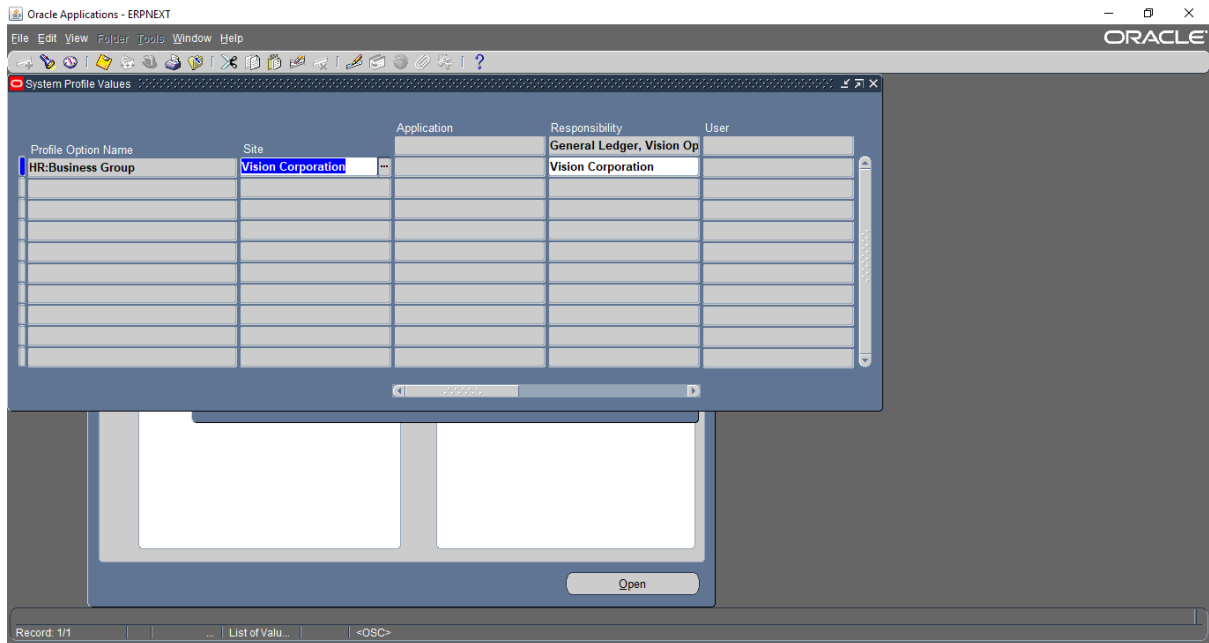 Oracle Applications - ERPNEXT
File Edit View Folder Tools Window Help
ORACLE
System Profile Values
Application Responsibility User
Profile Option Name Site General Ledger, Vision Op
HR:Business Group Vision Corporation ... Vision Corporation
Open
Record: 1/1 ... List of Valu... <OSC>